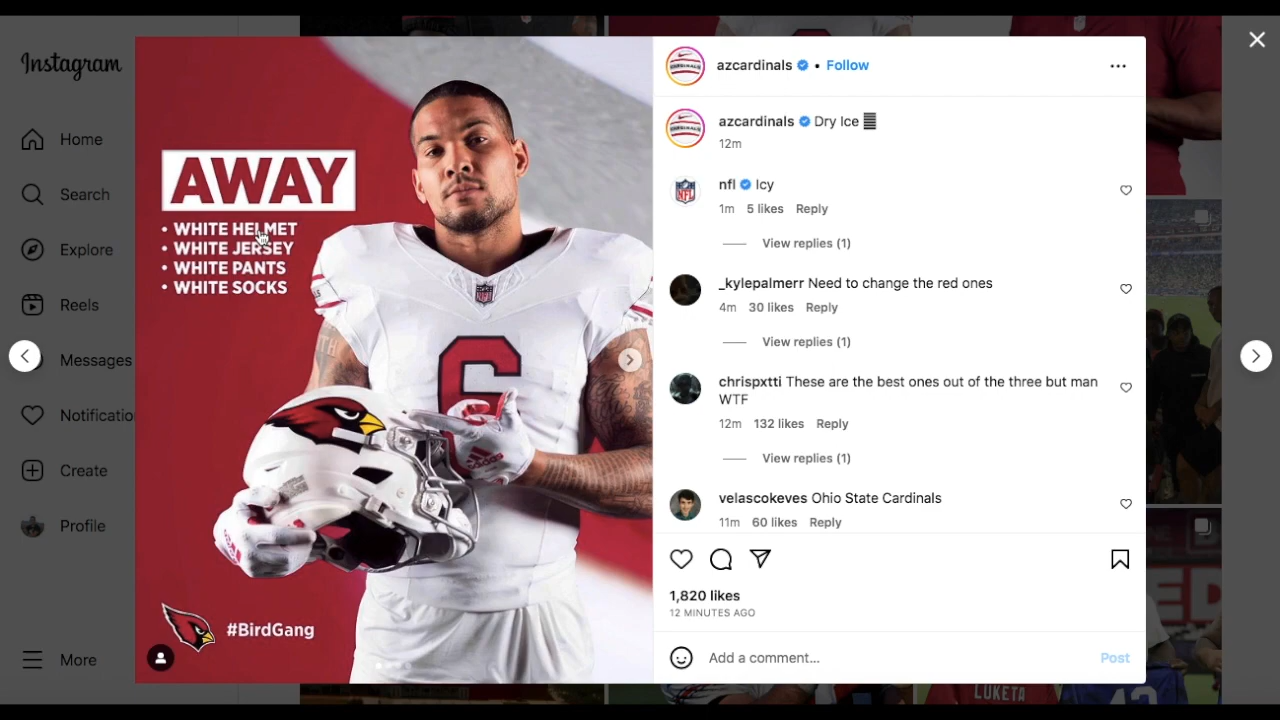 Instagram
Home
Search
Explore
Reels
Messages
Notificatio
Create
Profile
More
AWAY
• WHITE HELMET
• WHITE JERSEY
• WHITE PANTS
• WHITE SOCKS
6
adidas
#BirdGang
azcardinals • Follow
azcardinals Dry Ice
12m
nfl Icy
1m 5 likes Reply
View replies (1)
_kylepalmerr Need to change the red ones
4m 30 likes Reply
View replies (1)
chrispxtti These are the best ones out of the three but man
WTF
12m 132 likes Reply
View replies (1)
velascokeves Ohio State Cardinals
11m 60 likes Reply
1,820 likes
12 MINUTES AGO
Add a comment...
Post
LUKETA